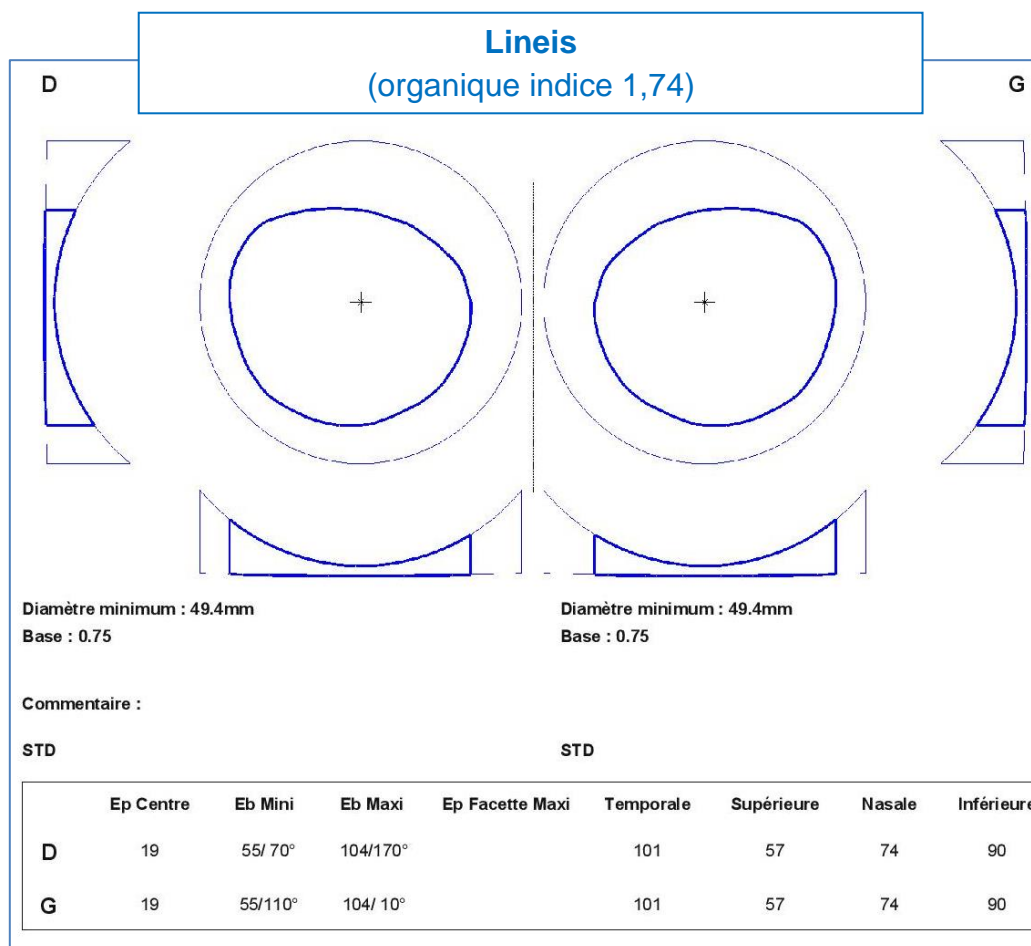 Lineis
(organique indice 1,74)
D G
Diamètre minimum : 49.4mm Diamètre minimum : 49.4mm
Base : 0.75 Base : 0.75
Commentaire :
STD STD
Ep Centre Eb Mini Eb Maxi Ep Facette Maxi Temporale Supérieure Nasale Inférieure
D 19 55/ 70° 104/170° 101 57 74 90
G 19 55/110° 104/ 10° 101 57 74 90